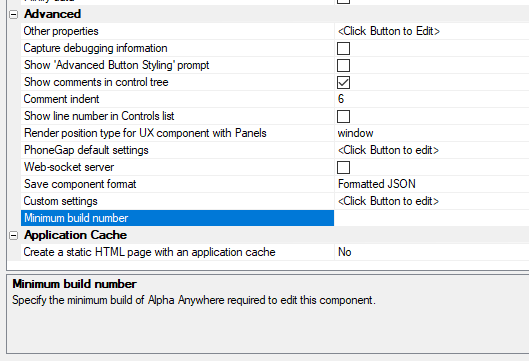 Advanced
Other properties <Click Button to Edit>
Capture debugging information
Show 'Advanced Button Styling' prompt
Show comments in control tree
Comment indent 6
Show line number in Controls list
Render position type for UX component with Panels window
PhoneGap default settings <Click Button to edit>
Web-socket server
Save component format Formatted JSON
Custom settings <Click Button to edit>
Minimum build number
Application Cache
Create a static HTML page with an application cache No
Minimum build number
Specify the minimum build of Alpha Anywhere required to edit this component.